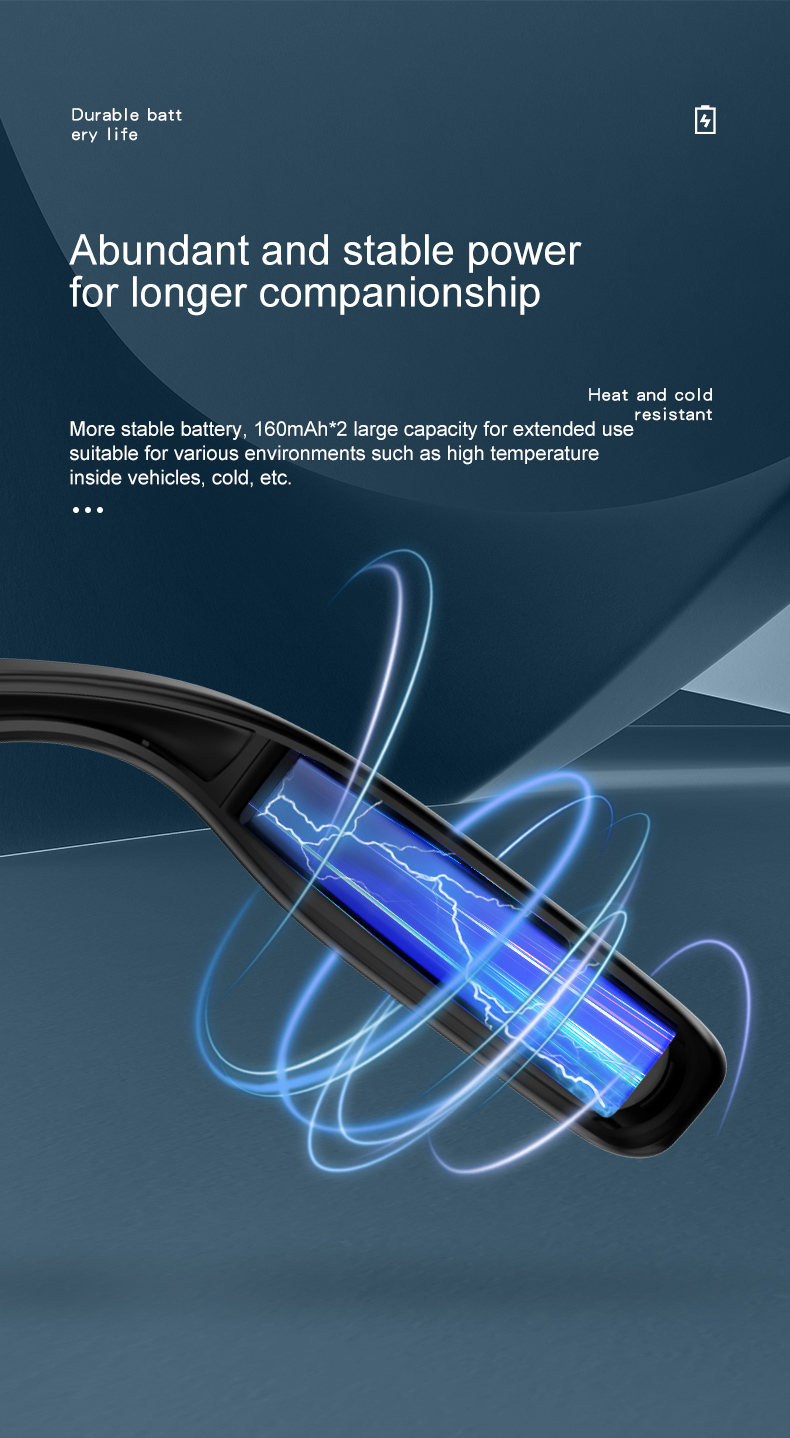 Durable batt
ery life
Abundant and stable power
for longer companionship
Heat and cold
resistant
More stable battery, 160mAh*2 large capacity for extended use
suitable for various environments such as high temperature
inside vehicles, cold, etc.